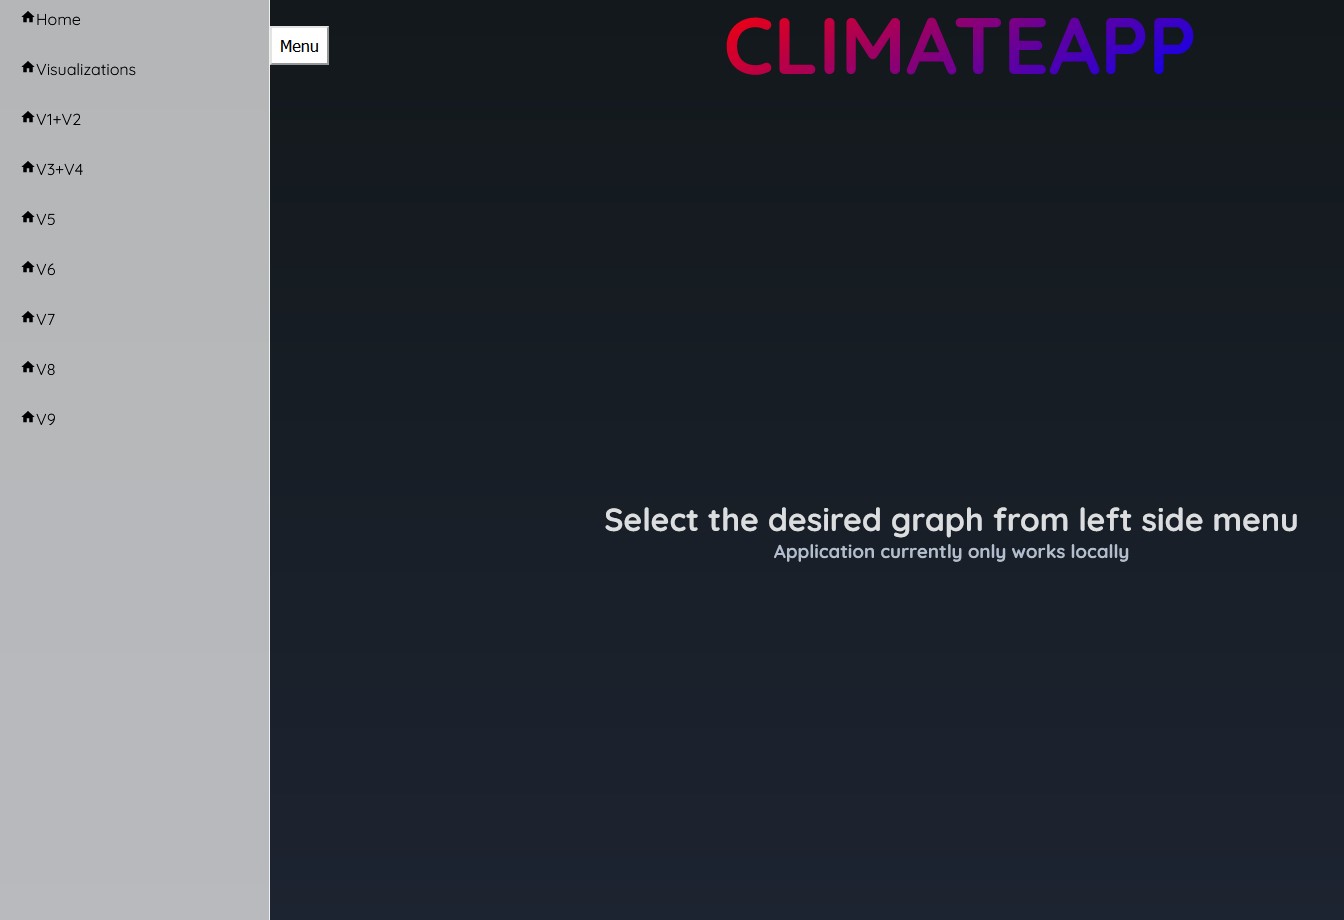 Home
Visualizations
V1+V2
V3+V4
V5
V6
V7
V8
V9
Menu
CLIMATEAPP
Select the desired graph from left side menu
Application currently only works locally